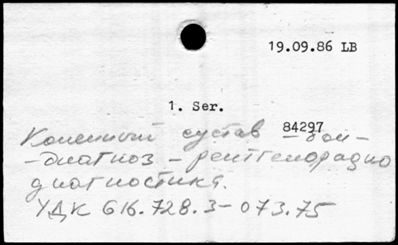 19.09.86 LB
1. Ser.
84297
Коленный сустав – бол-
-диагноз – рентгенорадио
диагностика.
УДК 616.728.3–073.75